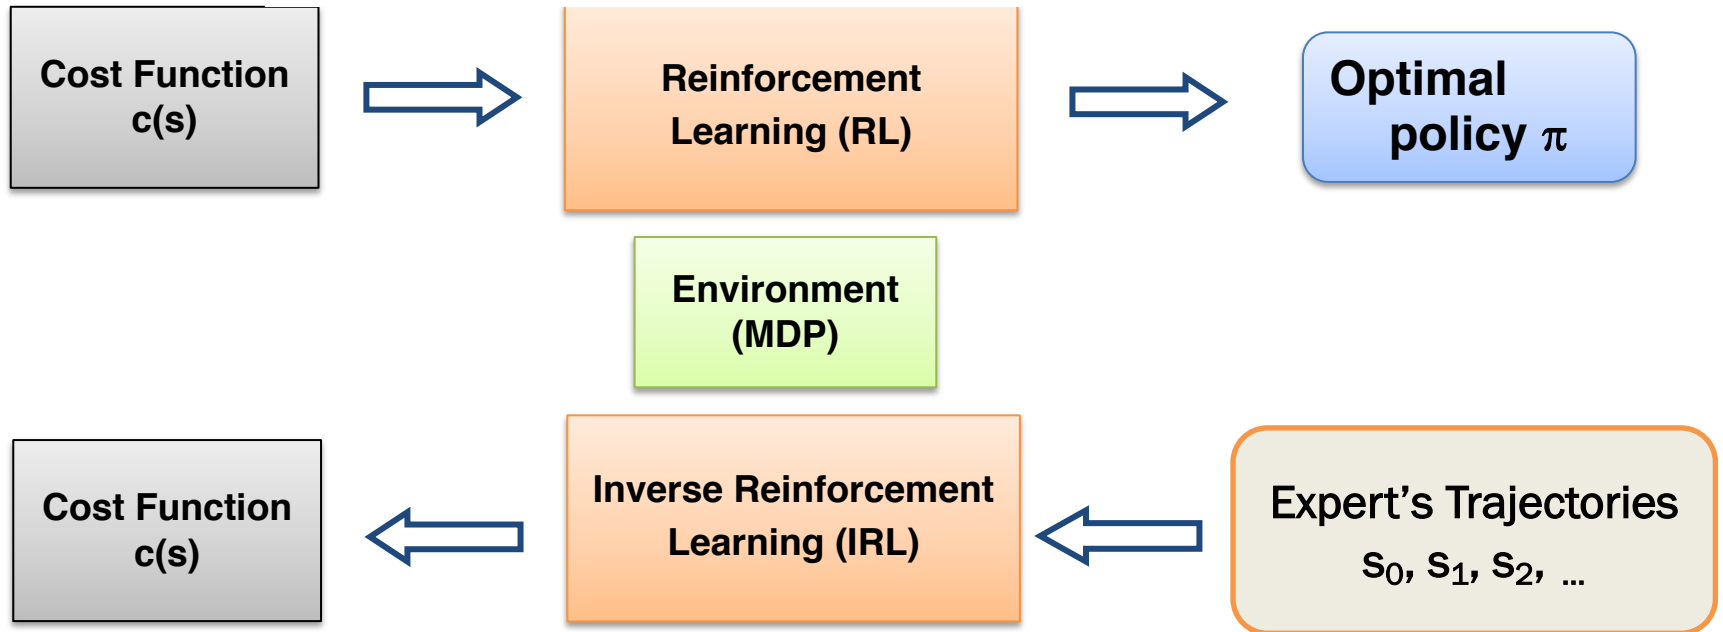 Cost Function
c(s)
Reinforcement
Learning (RL)
Optimal
policy π
Environment
(MDP)
Cost Function
c(s)
Inverse Reinforcement
Learning (IRL)
Expert’s Trajectories
s₀, s₁, s₂, ...